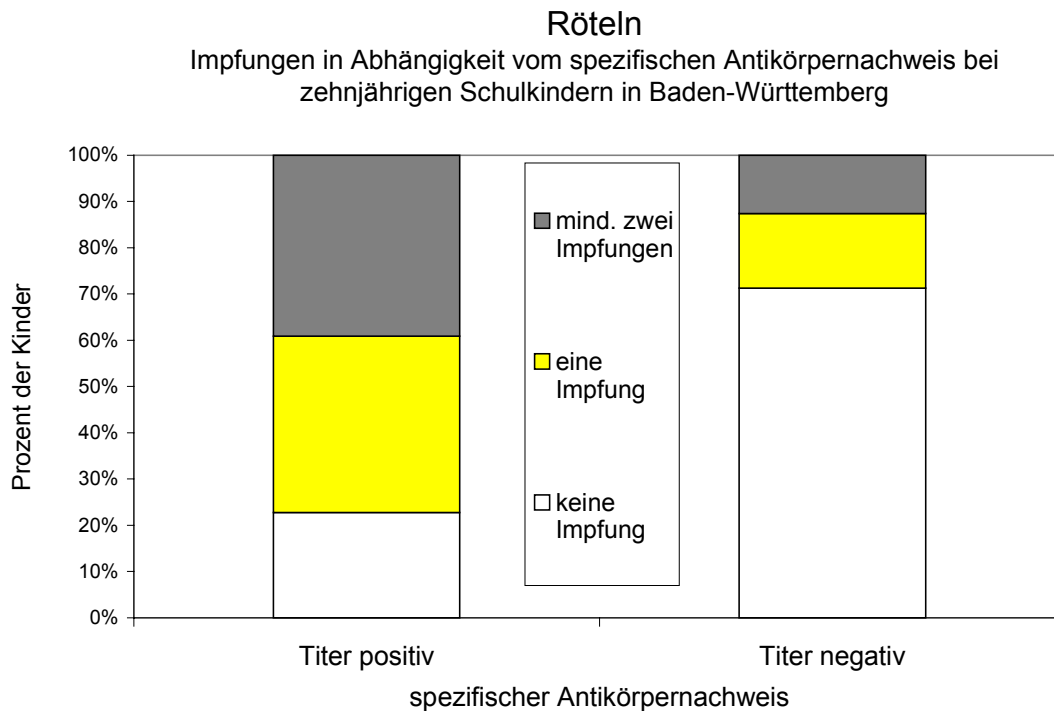 Röteln
Impfungen in Abhängigkeit vom spezifischen Antikörpernachweis bei
zehnjährigen Schulkindern in Baden-Württemberg
Prozent der Kinder
100%
90%
80%
70%
60%
50%
40%
30%
20%
10%
0%
mind. zwei
Impfungen
eine
Impfung
keine
Impfung
Titer positiv
Titer negativ
spezifischer Antikörpernachweis